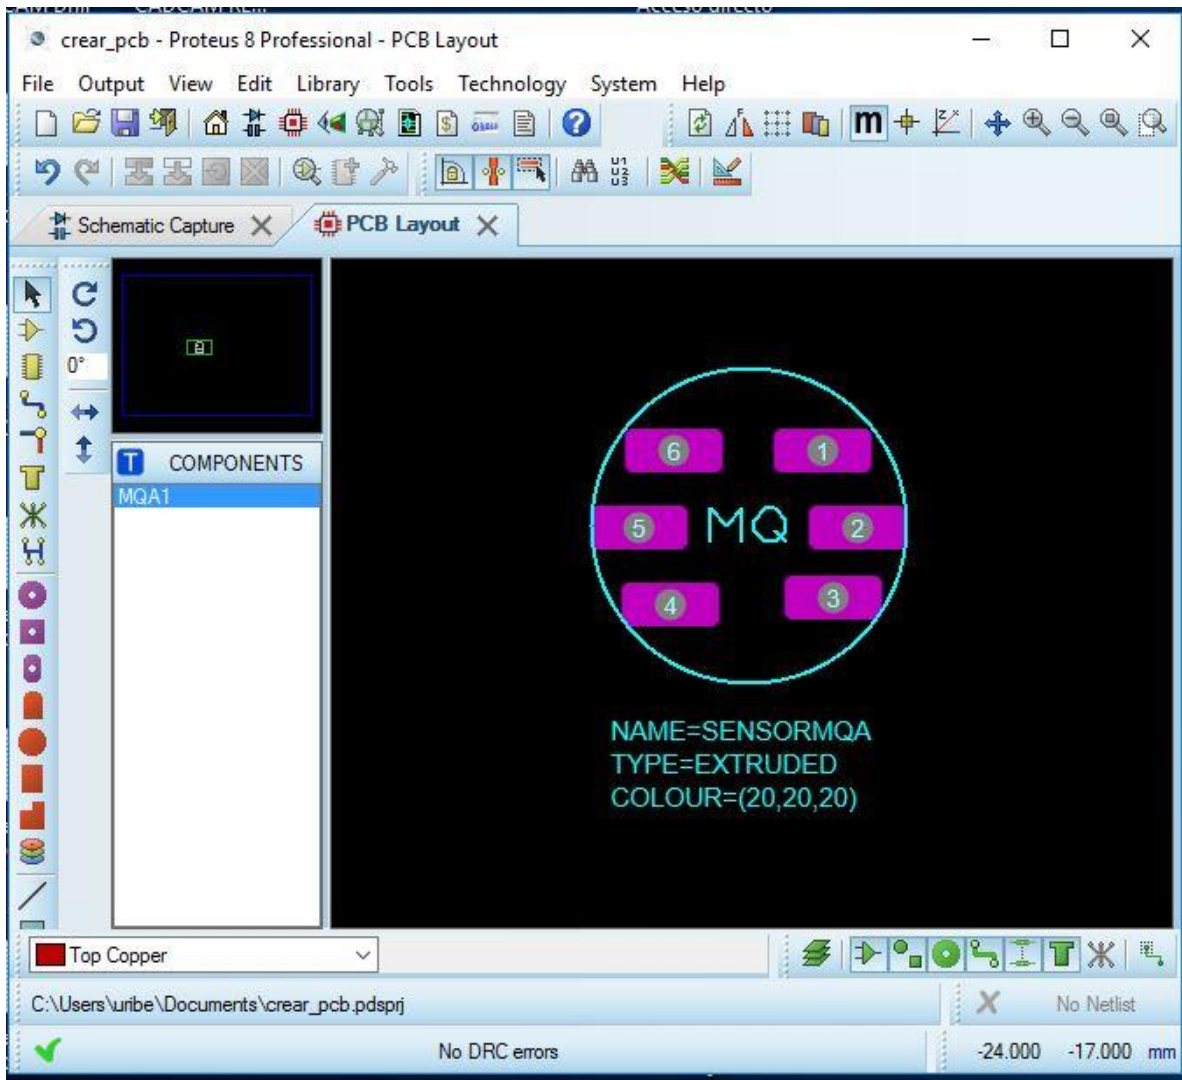 crear_pcb - Proteus 8 Professional - PCB Layout
File Output View Edit Library Tools Technology System Help
Schematic Capture PCB Layout
0°
T COMPONENTS
MQA1
6 1
5 MQ 2
4 3
NAME=SENSORMQA
TYPE=EXTRUDED
COLOUR=(20,20,20)
Top Copper
C:\Users\uribe\Documents\crear_pcb.pdsprj No Netlist
No DRC errors -24.000 -17.000 mm